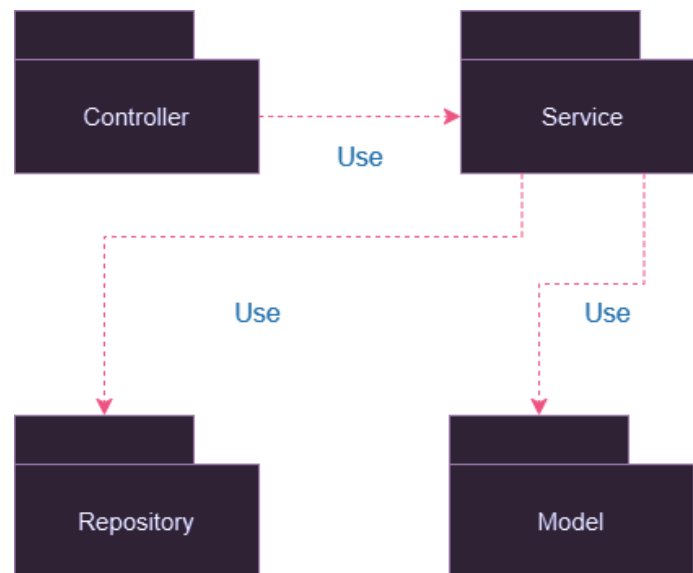 Controller
Service
Use
Use
Use
Repository
Model